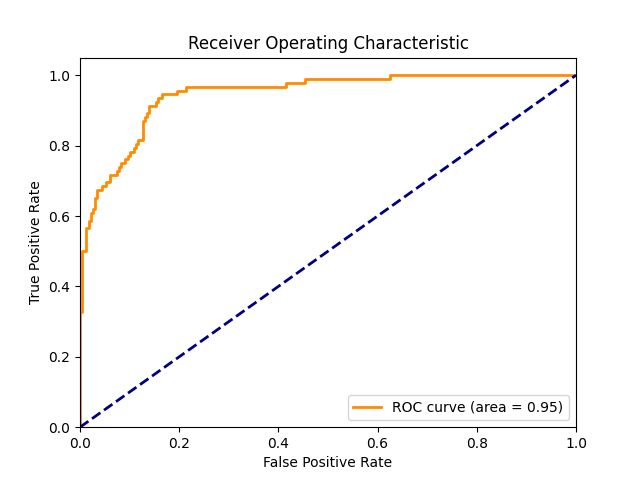 Receiver Operating Characteristic
1.0
0.8
0.6
0.4
0.2
0.0
True Positive Rate
ROC curve (area = 0.95)
0.0 0.2 0.4 0.6 0.8 1.0
False Positive Rate